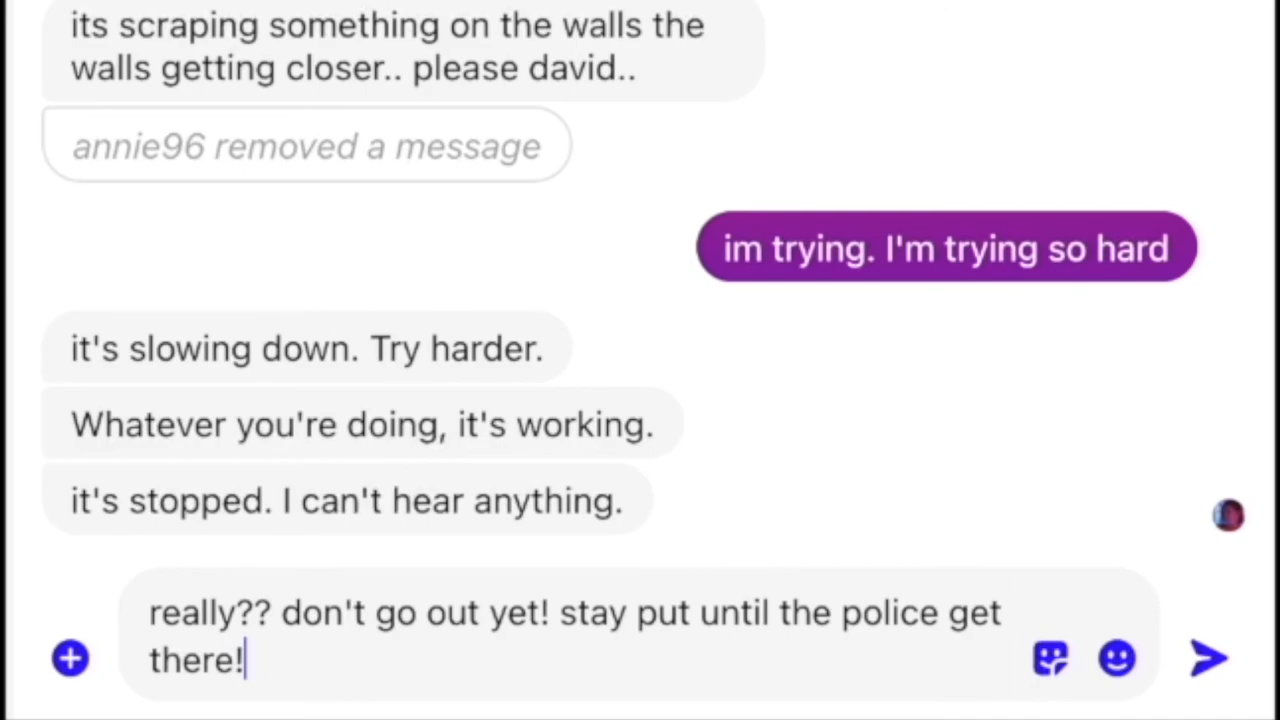 its scraping something on the walls the
walls getting closer.. please david..
annie96 removed a message
im trying. I'm trying so hard
it's slowing down. Try harder.
Whatever you're doing, it's working.
it's stopped. I can't hear anything.
really?? don't go out yet! stay put until the police get
there!